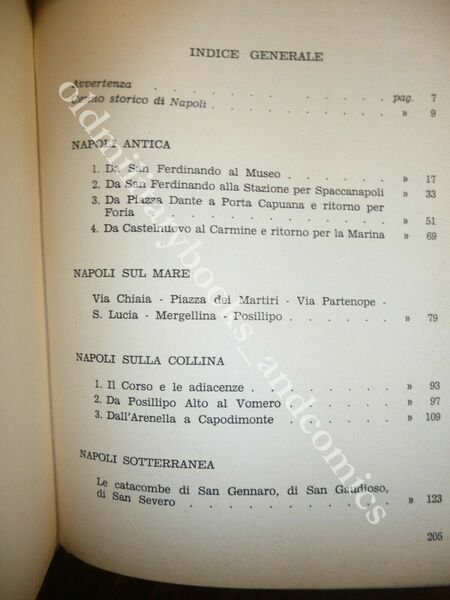 INDICE GENERALE
Avvertenza . . . . . . . . pag. 7
Cenno storico di Napoli . . . . . . » 9
NAPOLI ANTICA
1. Da San Ferdinando al Museo . . . . » 17
2. Da San Ferdinando alla Stazione per Spaccanapoli » 33
3. Da Piazza Dante a Porta Capuana e ritorno per
Foria . . . . . . . . » 51
4. Da Castelnuovo al Carmine e ritorno per la Marina » 69
NAPOLI SUL MARE
Via Chiaia - Piazza dei Martiri - Via Partenope -
S. Lucia - Mergellina - Posillipo . . . . » 79
NAPOLI SULLA COLLINA
1. Il Corso e le adiacenze . . . . . » 93
2. Da Posillipo Alto al Vomero . . . . » 97
3. Dall'Arenella a Capodimonte . . . . » 109
NAPOLI SOTTERRANEA
Le catacombe di San Gennaro, di San Gaudioso,
di San Severo . . . . . . . » 123
205
oldmilitarybooks_andcomics